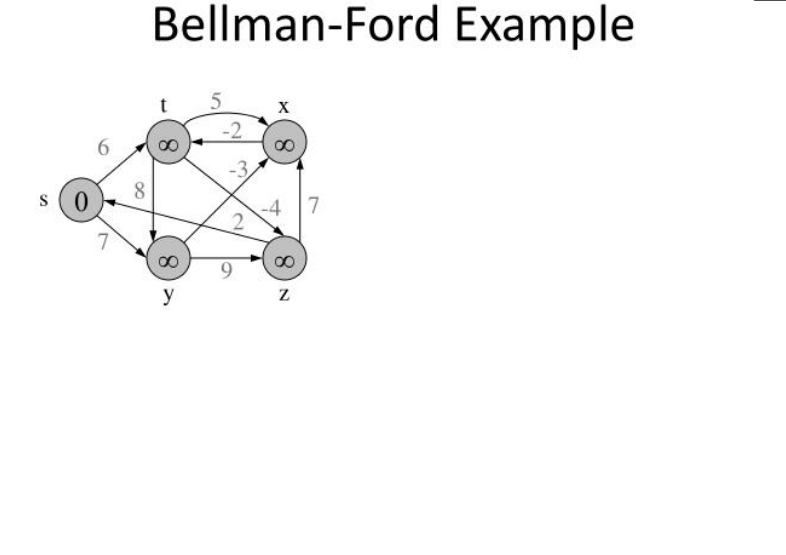 Bellman-Ford Example
t
5
x
∞
-2
∞
6
-3
8
s
0
-4
7
2
7
∞
9
∞
y
z